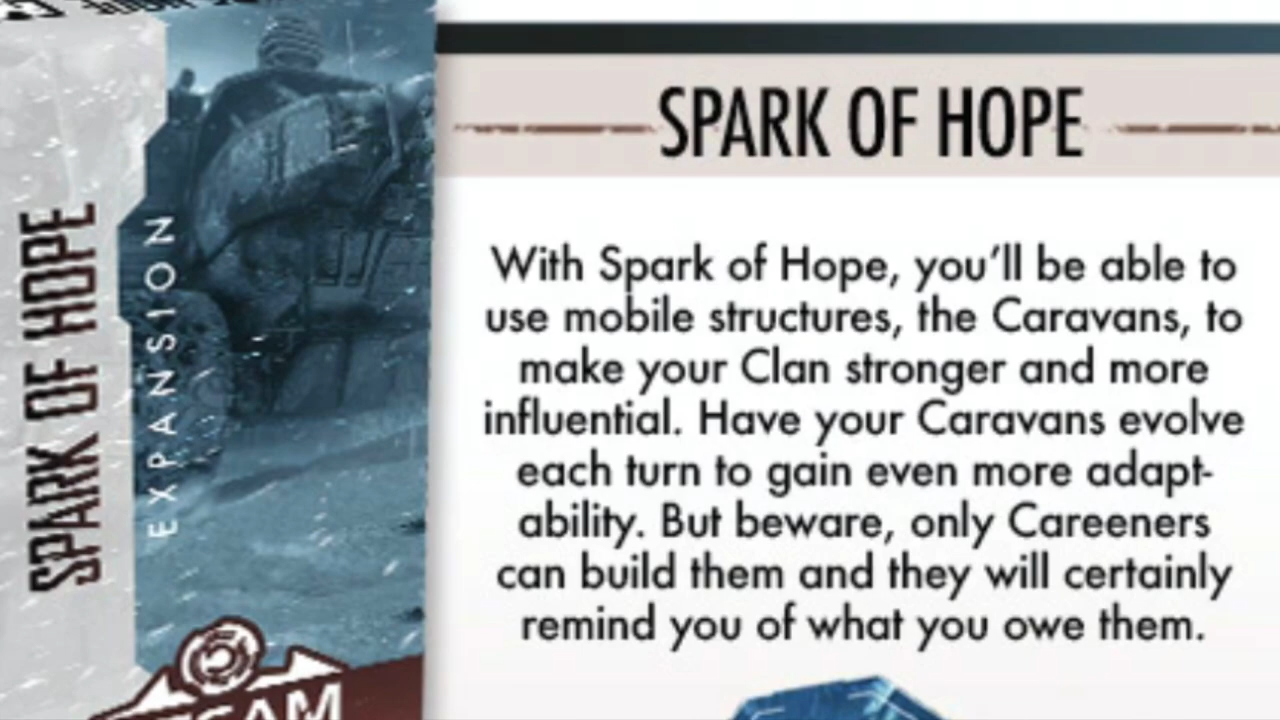 SPARK OF HOPE
EXPANSION
SPARK OF HOPE
With Spark of Hope, you'll be able to
use mobile structures, the Caravans, to
make your Clan stronger and more
influential. Have your Caravans evolve
each turn to gain even more adapt-
ability. But beware, only Careeners
can build them and they will certainly
remind you of what you owe them.